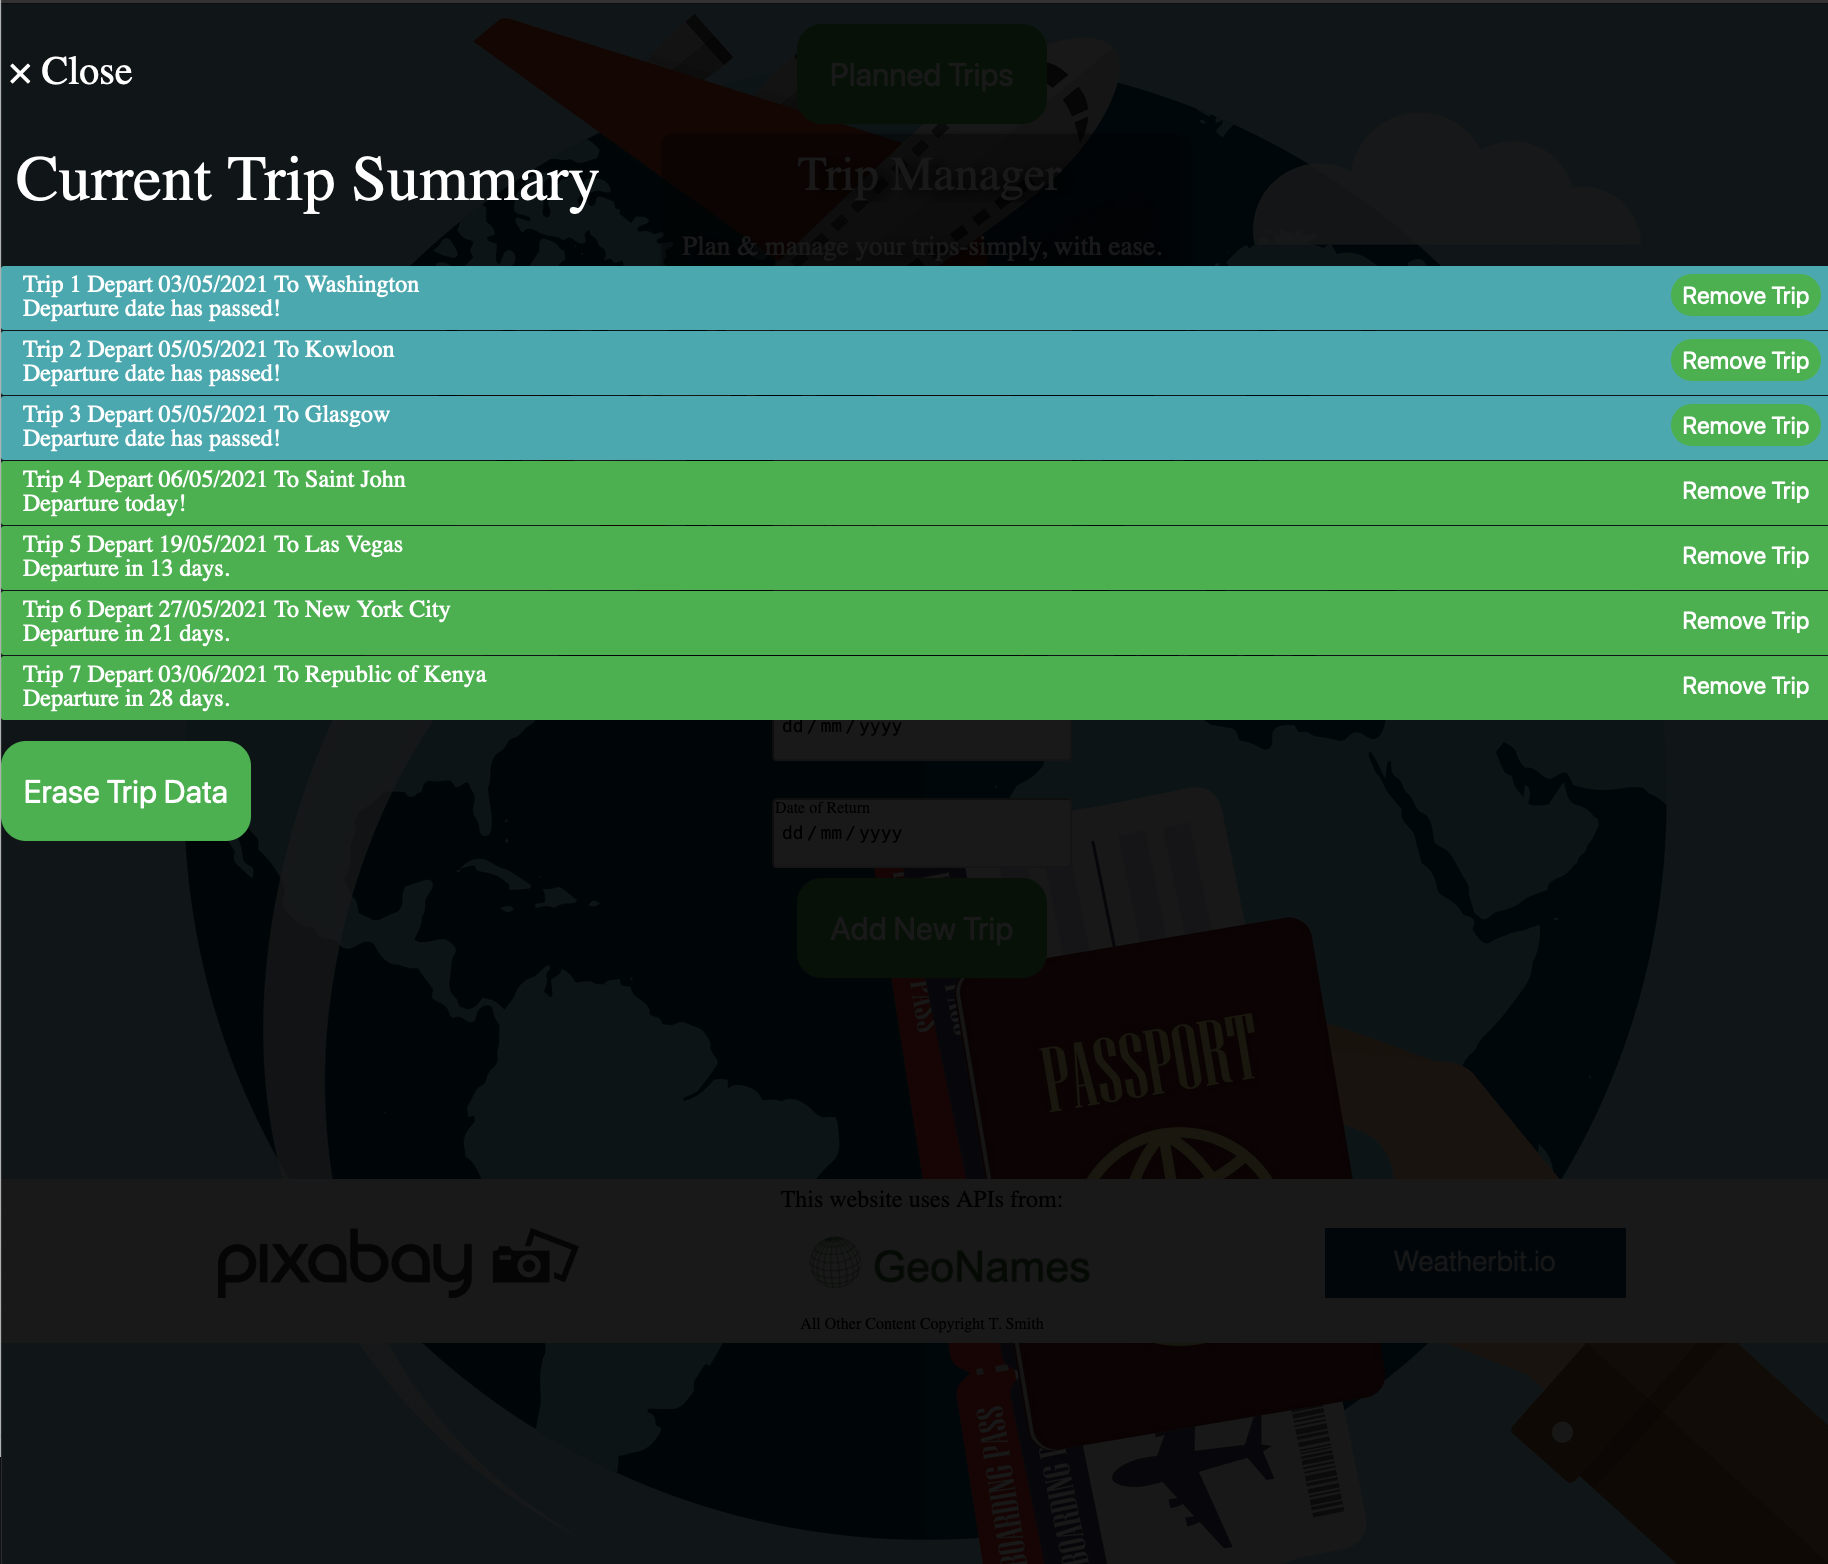 × Close
Planned Trips
Current Trip Summary
Trip Manager
Plan & manage your trips-simply, with ease.
Trip 1 Depart 03/05/2021 To Washington
Departure date has passed!
Remove Trip
Trip 2 Depart 05/05/2021 To Kowloon
Departure date has passed!
Remove Trip
Trip 3 Depart 05/05/2021 To Glasgow
Departure date has passed!
Remove Trip
Trip 4 Depart 06/05/2021 To Saint John
Departure today!
Remove Trip
Trip 5 Depart 19/05/2021 To Las Vegas
Departure in 13 days.
Remove Trip
Trip 6 Depart 27/05/2021 To New York City
Departure in 21 days.
Remove Trip
Trip 7 Depart 03/06/2021 To Republic of Kenya
Departure in 28 days.
Remove Trip
dd / mm / yyyy
Erase Trip Data
Date of Return
dd / mm / yyyy
Add New Trip
PASSPORT
This website uses APIs from:
pixabay
GeoNames
Weatherbit.io
All Other Content Copyright T. Smith
BOARDING PASS
BOARDING